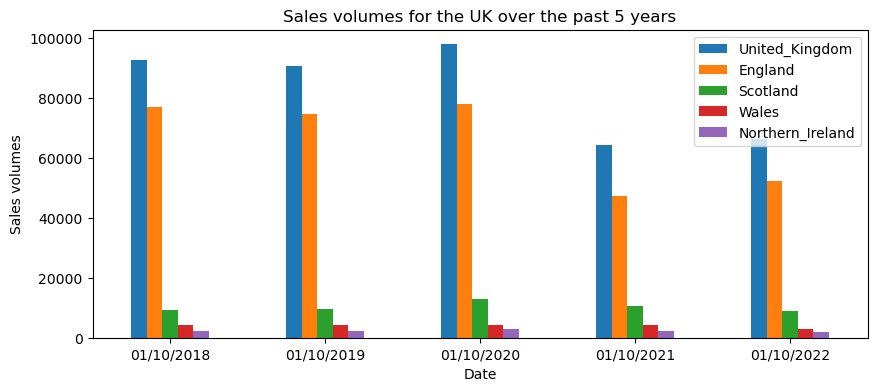 Sales volumes for the UK over the past 5 years
100000
80000
60000
40000
20000
0
Sales volumes
United_Kingdom
England
Scotland
Wales
Northern_Ireland
01/10/2018 01/10/2019 01/10/2020 01/10/2021 01/10/2022
Date